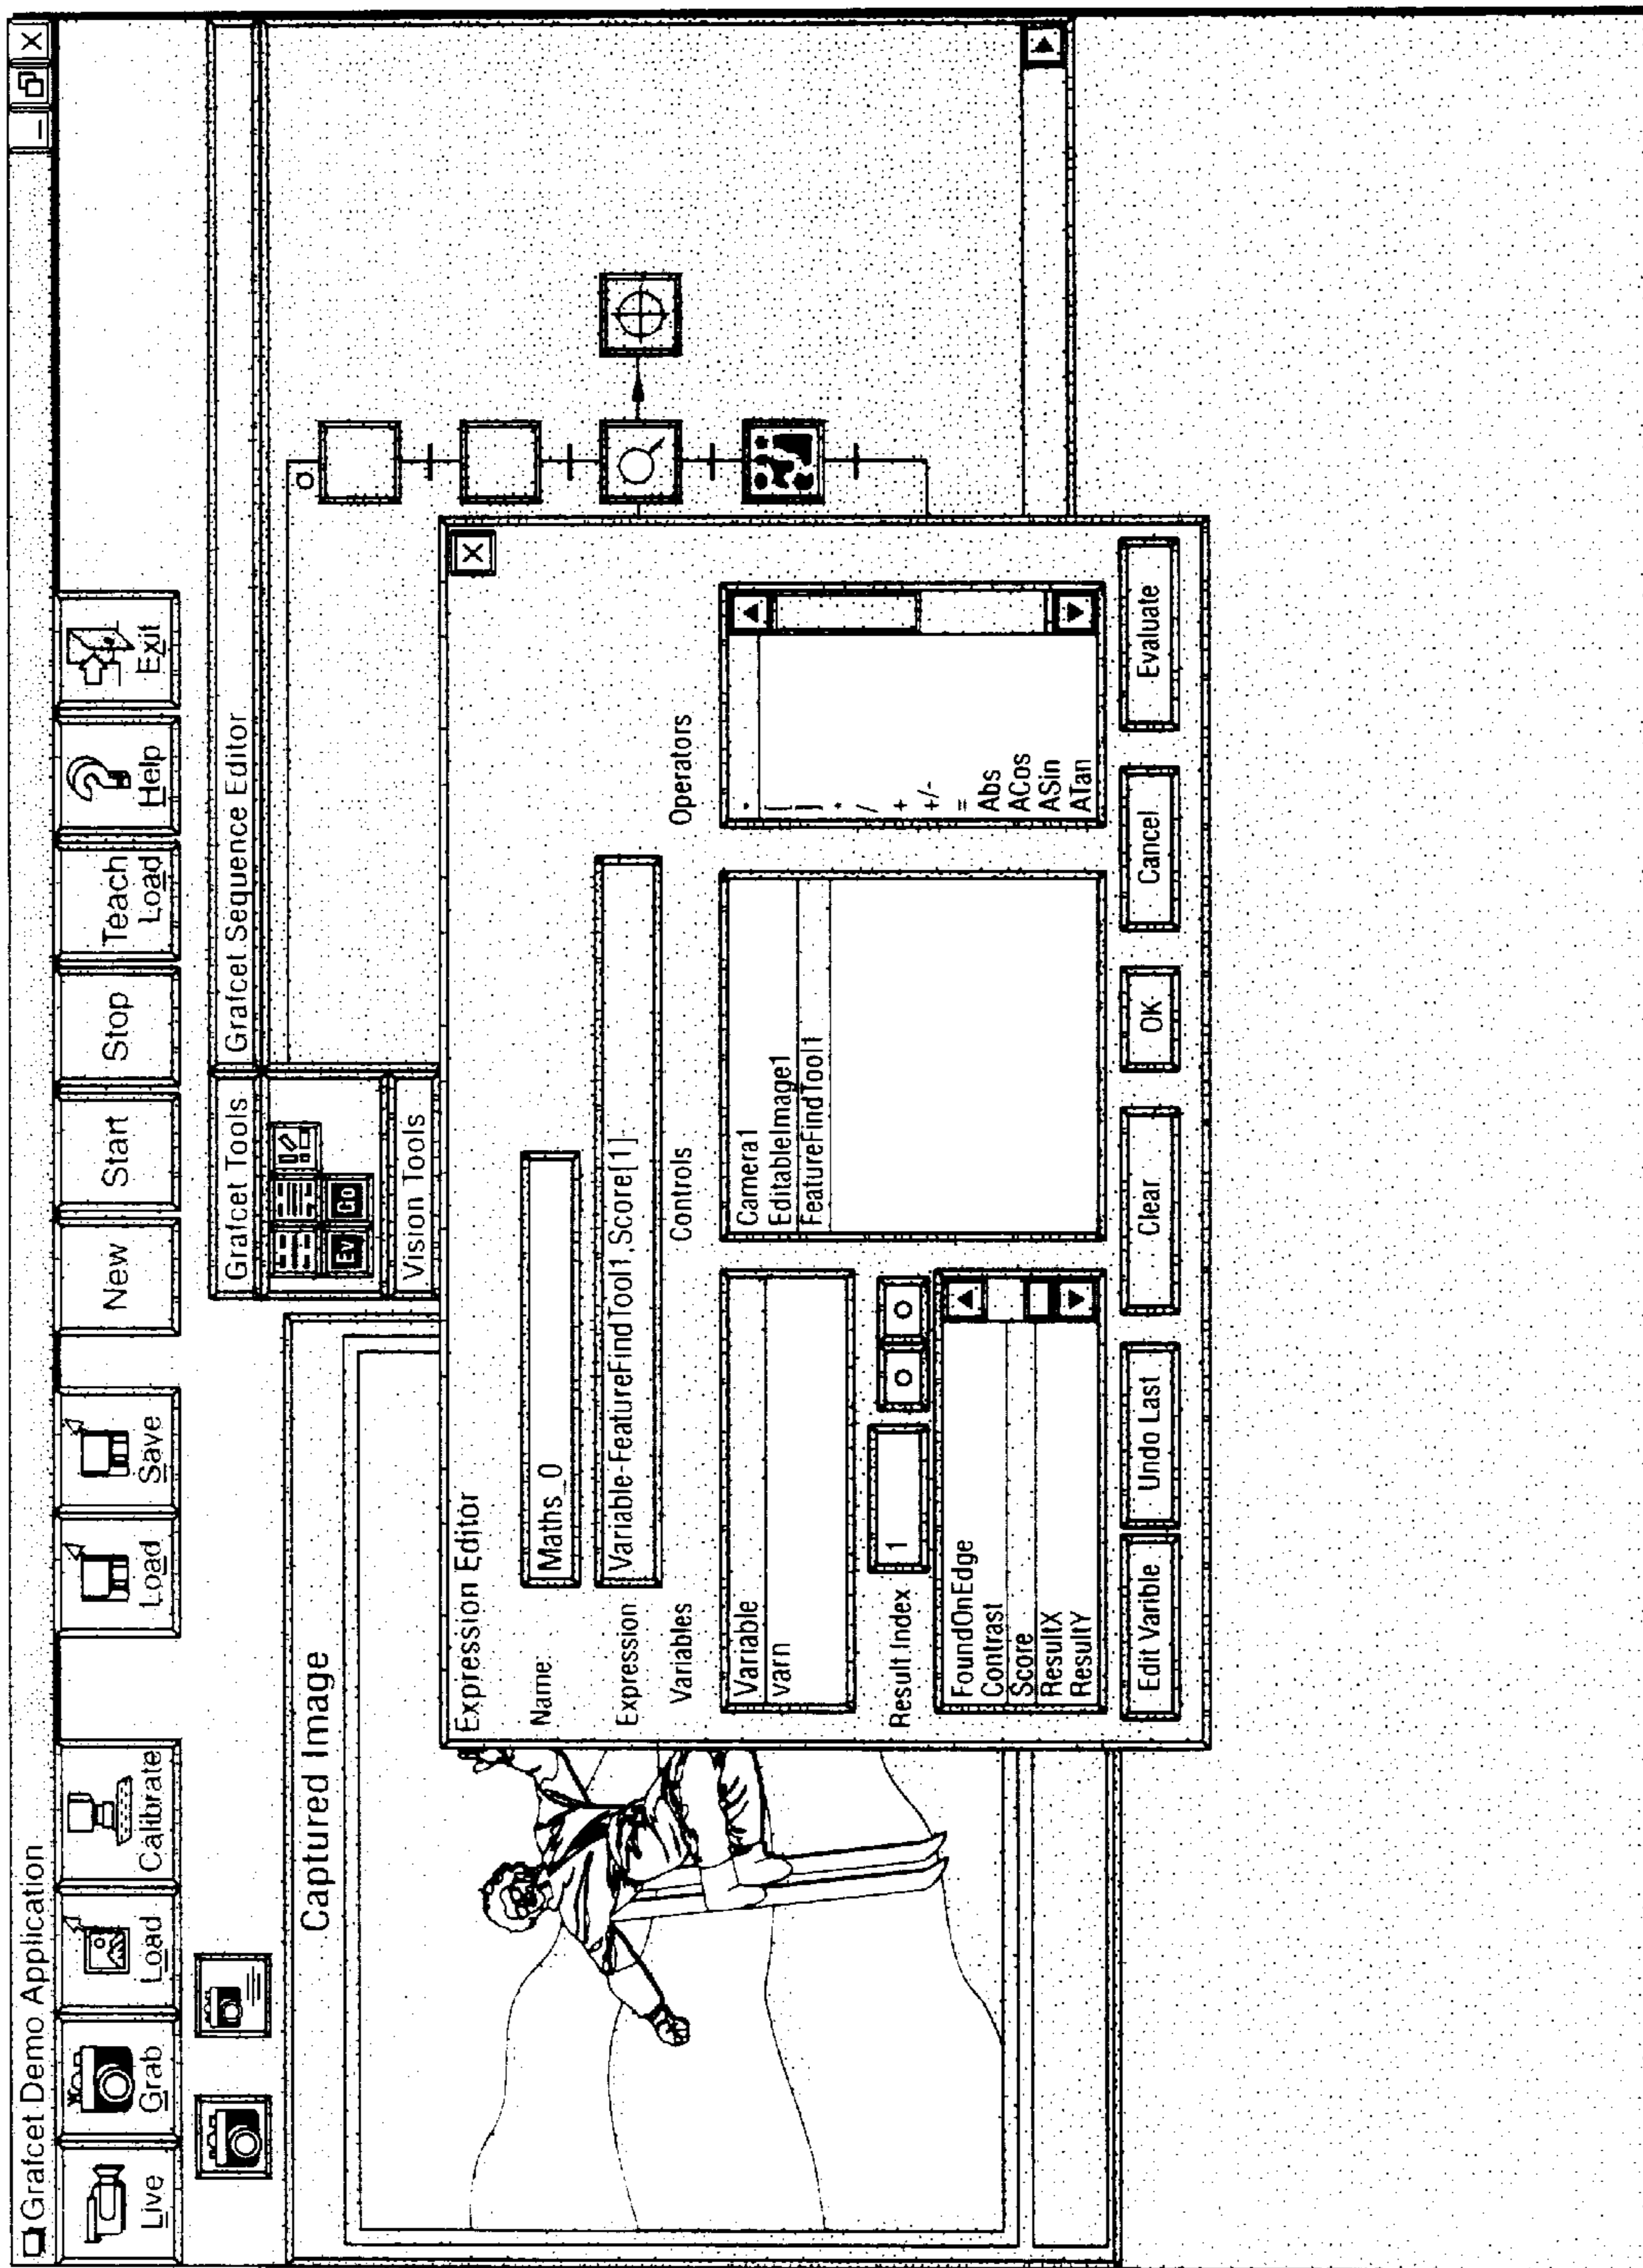 Grafcet Demo Application
Live
Grab
Load
Calibrate
Load
Save
New
Start
Stop
Teach
Load
Help
Exit
Captured Image
Grafcet Tools
EV
GO
Vision Tools
Grafcet Sequence Editor
Expression Editor
Name
Maths_0
Expression
Variable-FeatureFindTool1,Score[1]
Variables
Controls
Operators
Variable
varn
Result Index
1
FoundOnEdge
Contrast
Score
ResultX
ResultY
Camera1
EditableImage1
FeatureFindTool1
/
+
+/-
=
Abs
ACos
ASin
ATan
Edit Varible
Undo Last
Clear
OK
Cancel
Evaluate